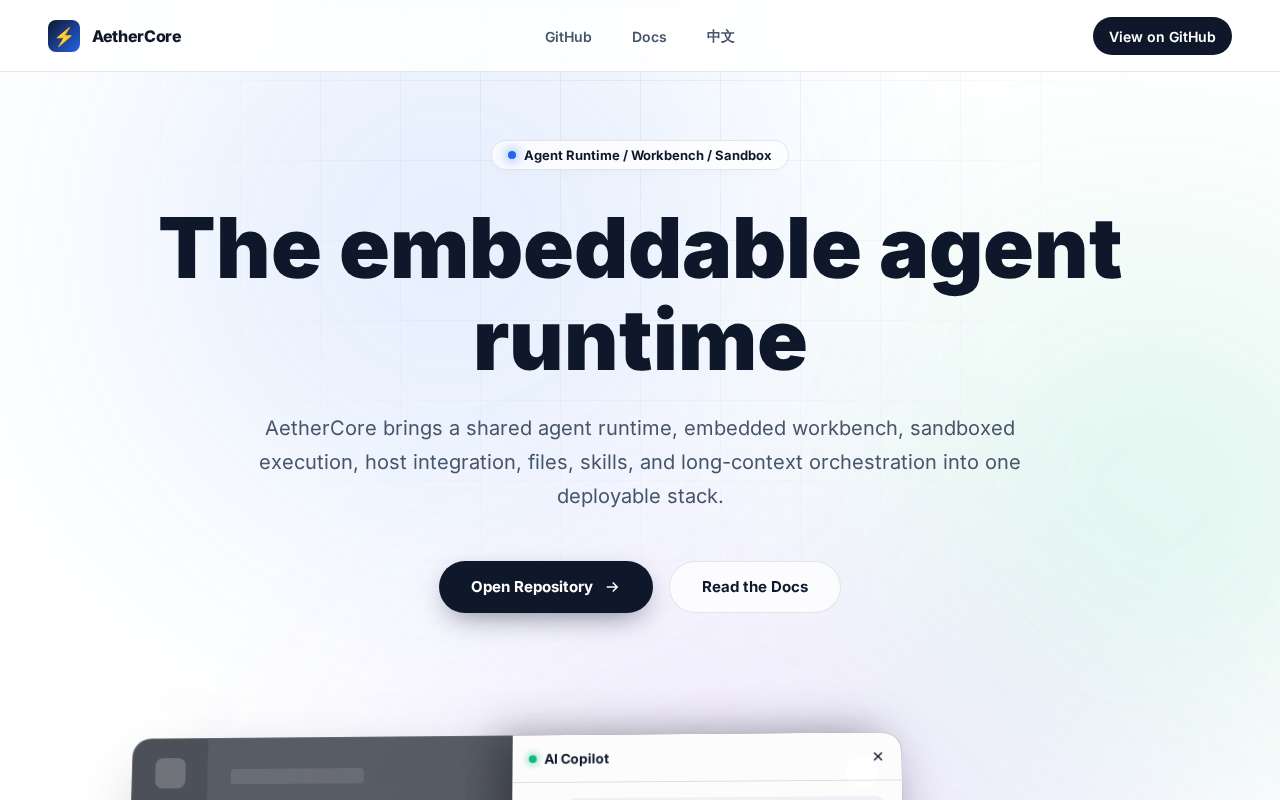 AetherCore
GitHub
Docs
中文
View on GitHub
Agent Runtime / Workbench / Sandbox
The embeddable agent
runtime
AetherCore brings a shared agent runtime, embedded workbench, sandboxed
execution, host integration, files, skills, and long-context orchestration into one
deployable stack.
Open Repository →
Read the Docs
AI Copilot